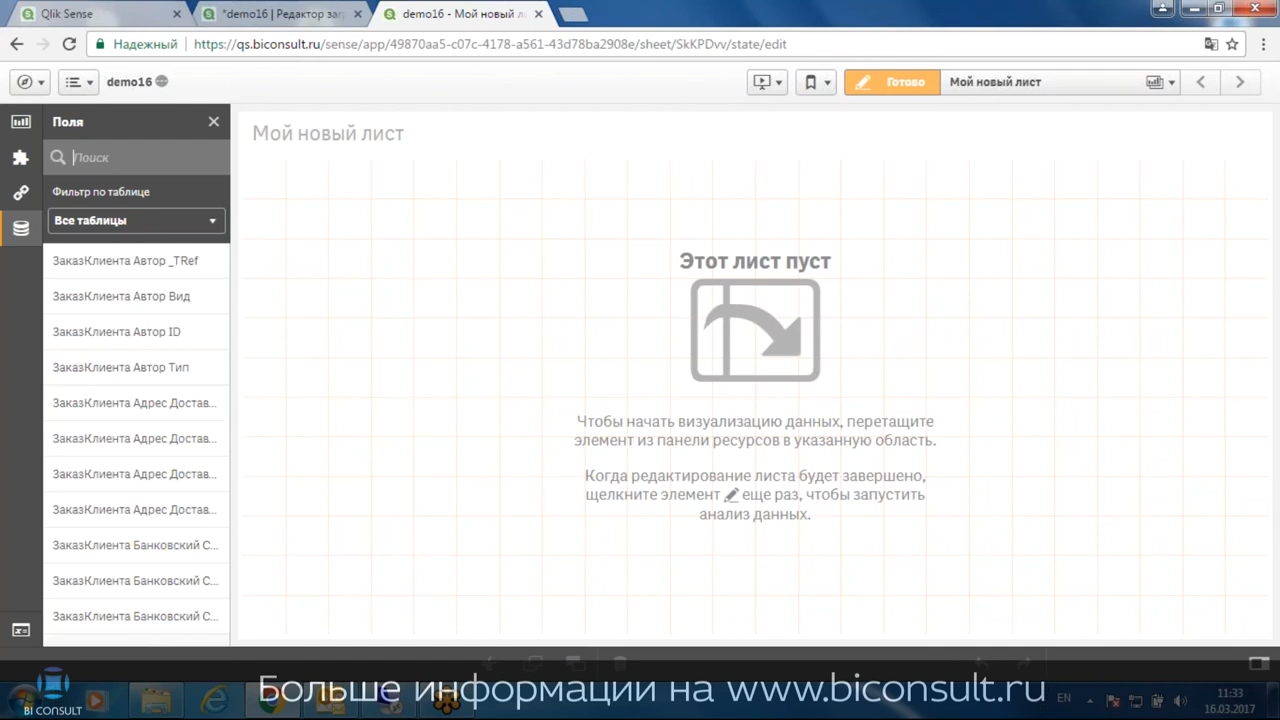 Qlik Sense
*demo16 | Редактор заг
demo16 - Мой новый л
Надежный
https://qs.biconsult.ru/sense/app/49870aa5-c07c-4178-a561-43d78ba2908e/sheet/SkKPDvv/state/edit
demo16
Готово
Мой новый лист
Поля
Поиск
Фильтр по таблице
Все таблицы
ЗаказКлиента Автор _TRef
ЗаказКлиента Автор Вид
ЗаказКлиента Автор ID
ЗаказКлиента Автор Тип
ЗаказКлиента Адрес Достав...
ЗаказКлиента Адрес Достав...
ЗаказКлиента Адрес Достав...
ЗаказКлиента Адрес Достав...
ЗаказКлиента Банковский С...
ЗаказКлиента Банковский С...
ЗаказКлиента Банковский С...
Мой новый лист
Этот лист пуст
Чтобы начать визуализацию данных, перетащите
элемент из панели ресурсов в указанную область.
Когда редактирование листа будет завершено,
щелкните элемент еще раз, чтобы запустить
анализ данных.
BI CONSULT
Больше информации на www.biconsult.ru
EN
11:33
16.03.2017